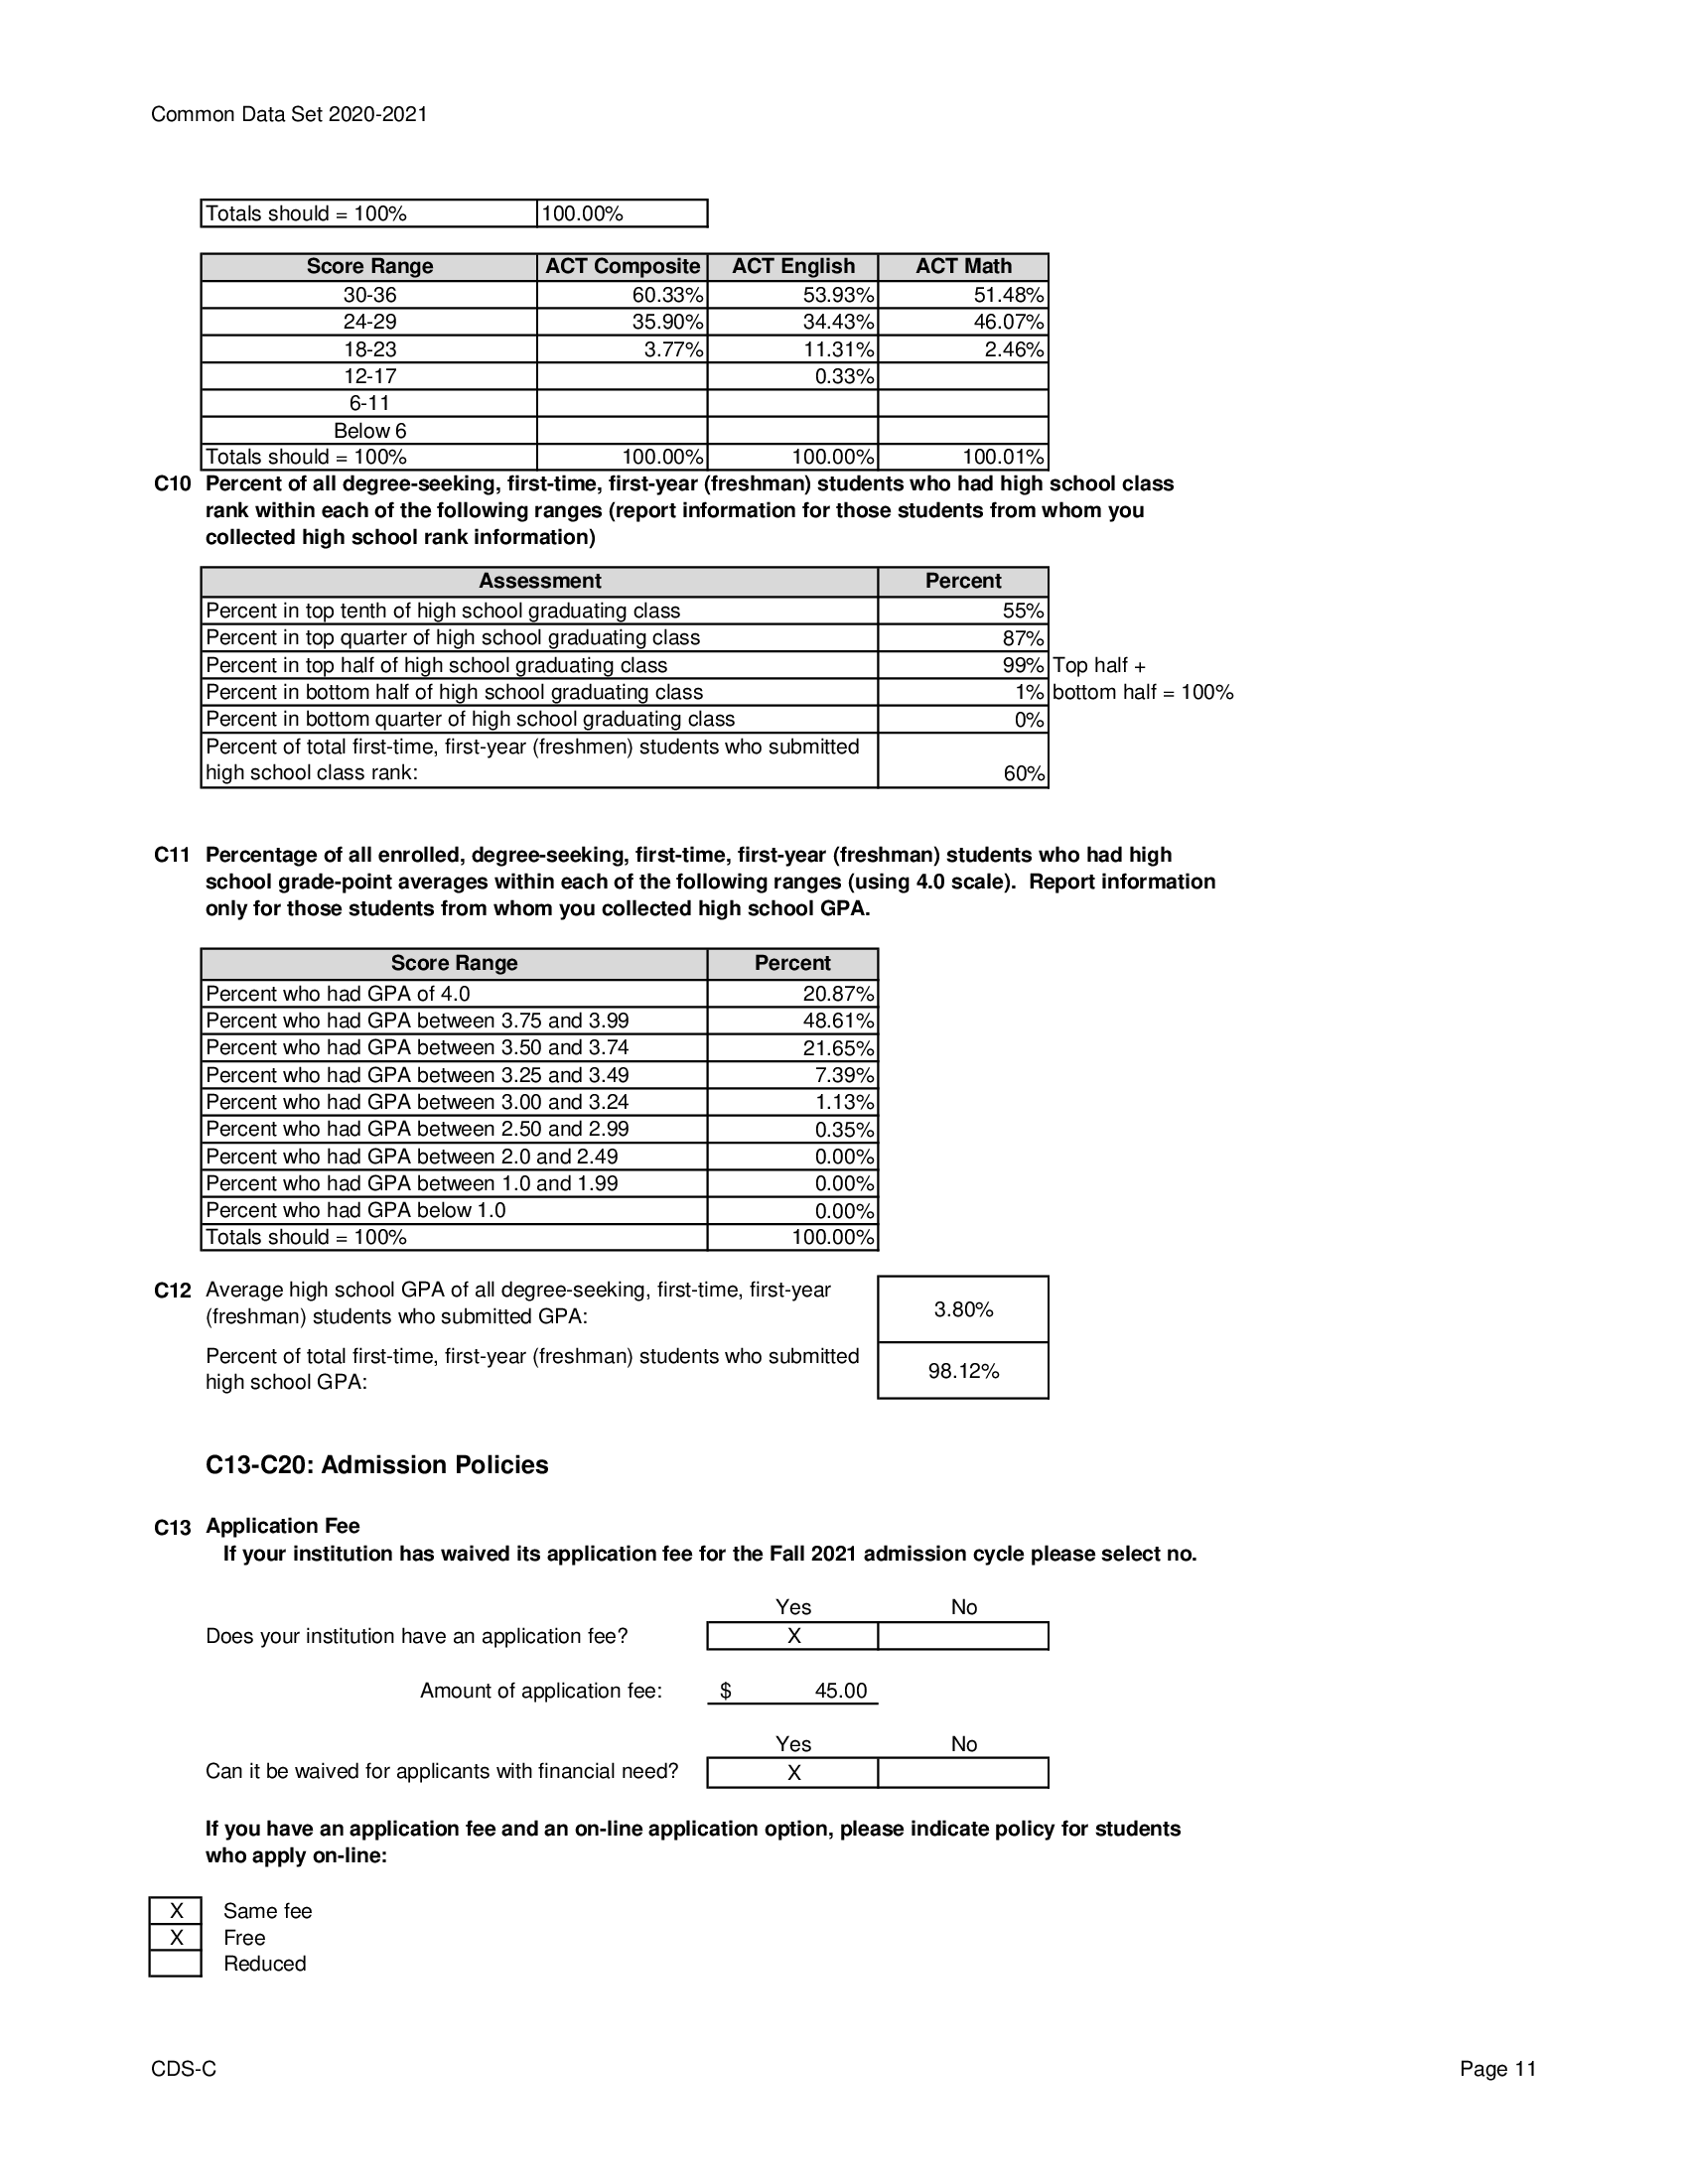 Common Data Set 2020-2021
Totals should = 100% 100.00%
Score Range ACT Composite ACT English ACT Math
30-36 60.33% 53.93% 51.48%
24-29 35.90% 34.43% 46.07%
18-23 3.77% 11.31% 2.46%
12-17 0.33%
6-11
Below 6
Totals should = 100% 100.00% 100.00% 100.01%
C10 Percent of all degree-seeking, first-time, first-year (freshman) students who had high school class
rank within each of the following ranges (report information for those students from whom you
collected high school rank information)
Assessment Percent
Percent in top tenth of high school graduating class 55%
Percent in top quarter of high school graduating class 87%
Percent in top half of high school graduating class 99% Top half +
Percent in bottom half of high school graduating class 1% bottom half = 100%
Percent in bottom quarter of high school graduating class 0%
Percent of total first-time, first-year (freshmen) students who submitted
high school class rank: 60%
C11 Percentage of all enrolled, degree-seeking, first-time, first-year (freshman) students who had high
school grade-point averages within each of the following ranges (using 4.0 scale). Report information
only for those students from whom you collected high school GPA.
Score Range Percent
Percent who had GPA of 4.0 20.87%
Percent who had GPA between 3.75 and 3.99 48.61%
Percent who had GPA between 3.50 and 3.74 21.65%
Percent who had GPA between 3.25 and 3.49 7.39%
Percent who had GPA between 3.00 and 3.24 1.13%
Percent who had GPA between 2.50 and 2.99 0.35%
Percent who had GPA between 2.0 and 2.49 0.00%
Percent who had GPA between 1.0 and 1.99 0.00%
Percent who had GPA below 1.0 0.00%
Totals should = 100% 100.00%
C12 Average high school GPA of all degree-seeking, first-time, first-year
(freshman) students who submitted GPA: 3.80%
Percent of total first-time, first-year (freshman) students who submitted
high school GPA: 98.12%
C13-C20: Admission Policies
C13 Application Fee
If your institution has waived its application fee for the Fall 2021 admission cycle please select no.
Yes No
Does your institution have an application fee? X
Amount of application fee: $ 45.00
Yes No
Can it be waived for applicants with financial need? X
If you have an application fee and an on-line application option, please indicate policy for students
who apply on-line:
X Same fee
X Free
Reduced
CDS-C Page 11